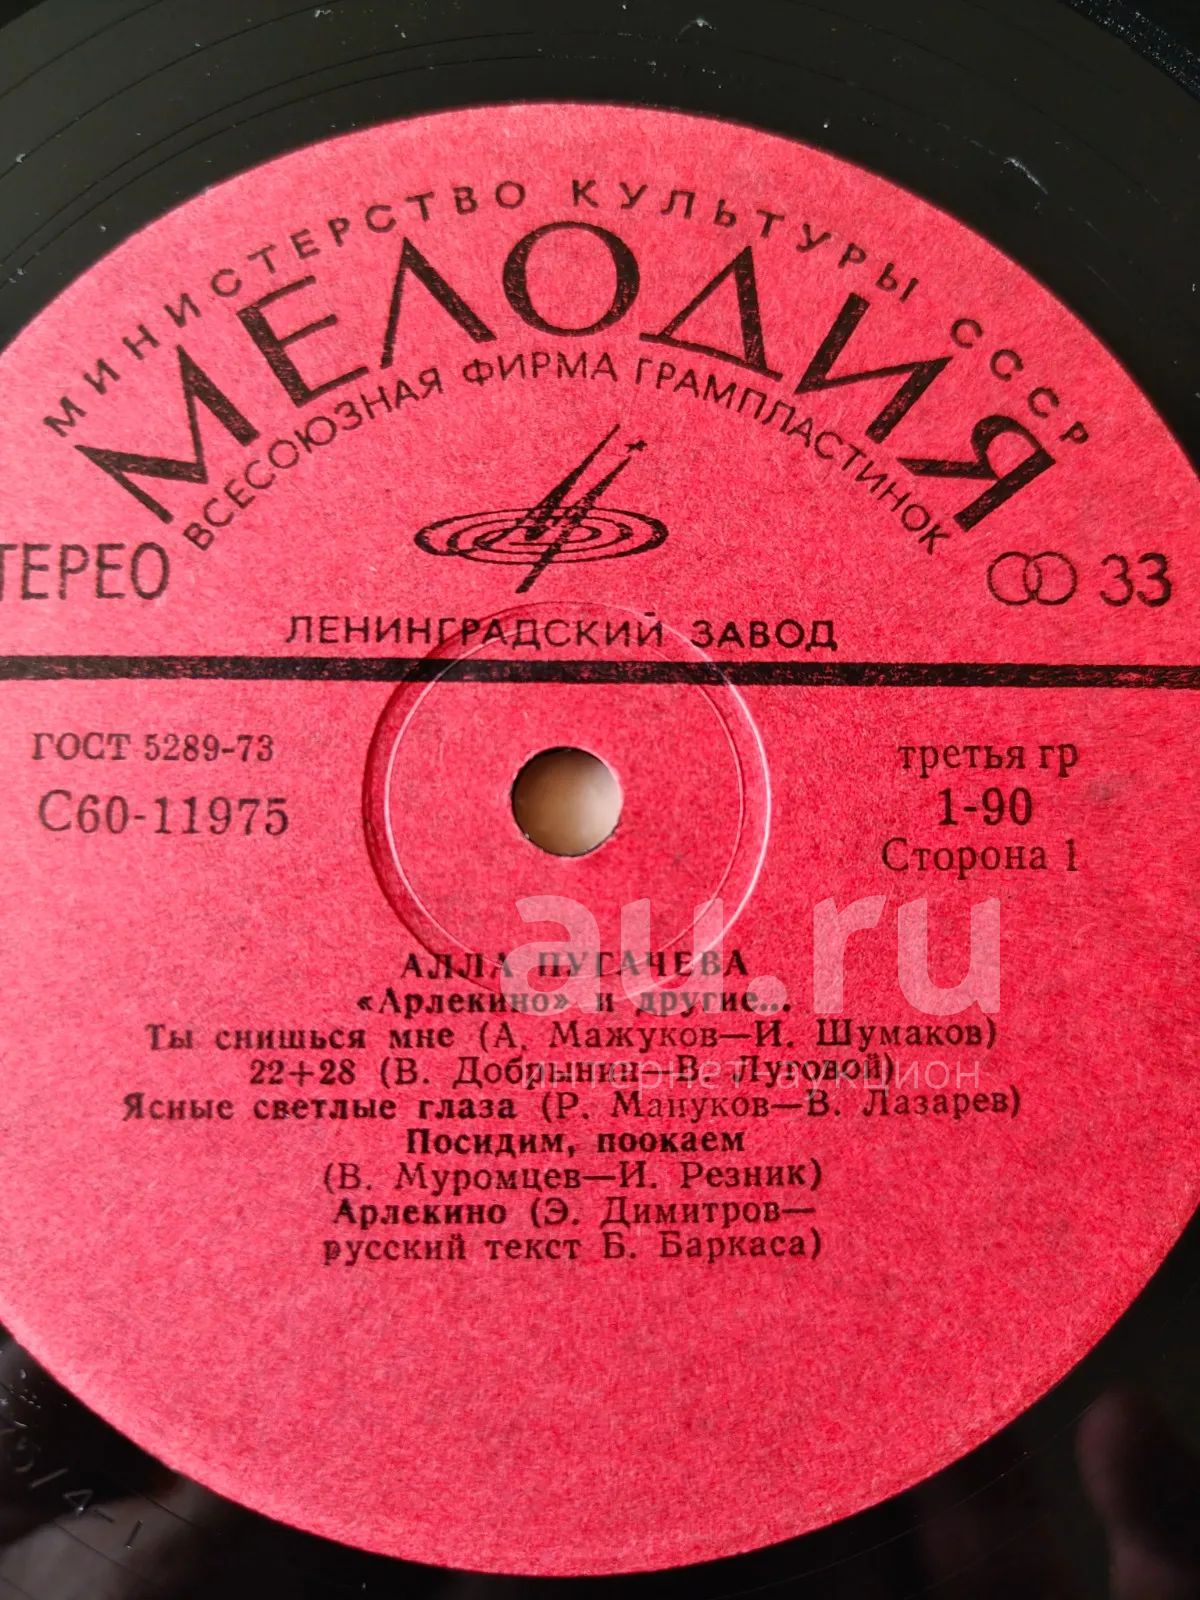 МИНИСТЕРСТВО КУЛЬТУРЫ СССР
МЕЛОДИЯ
ВСЕСОЮЗНАЯ ФИРМА ГРАМПЛАСТИНОК
ТЕРЕО
33
ЛЕНИНГРАДСКИЙ ЗАВОД
ГОСТ 5289-73
С60-11975
третья гр
1-90
Сторона 1
АЛЛА ПУГАЧЕВА
«Арлекино» и другие...
Ты снишься мне (А. Мажуков—И. Шумаков)
22+28 (В. Добрынин—В. Луговой)
Ясные светлые глаза (Р. Мануков—В. Лазарев)
Посидим, поокаем
(В. Муромцев—И. Резник)
Арлекино (Э. Димитров—
русский текст Б. Баркаса)
au.ru
интернет-аукцион